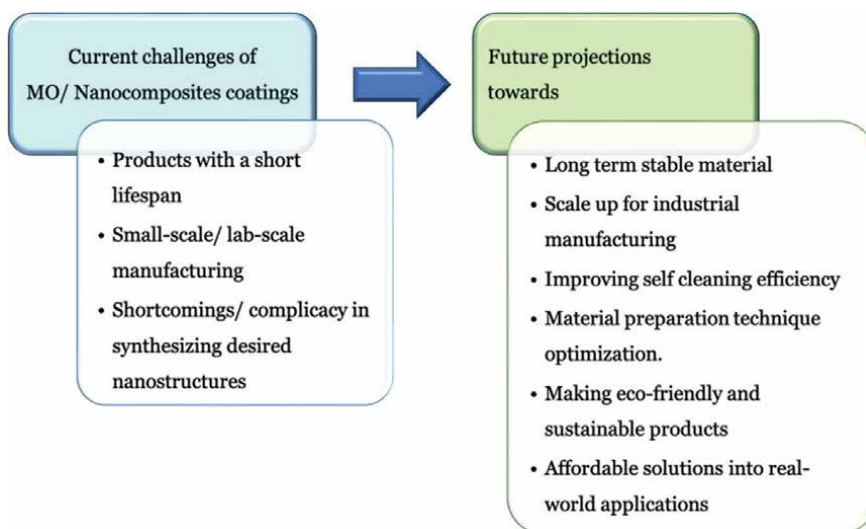 Current challenges of
MO/ Nanocomposites coatings
• Products with a short
lifespan
• Small-scale/ lab-scale
manufacturing
• Shortcomings/ complicacy in
synthesizing desired
nanostructures
Future projections
towards
• Long term stable material
• Scale up for industrial
manufacturing
• Improving self cleaning efficiency
• Material preparation technique
optimization.
• Making eco-friendly and
sustainable products
• Affordable solutions into real-
world applications